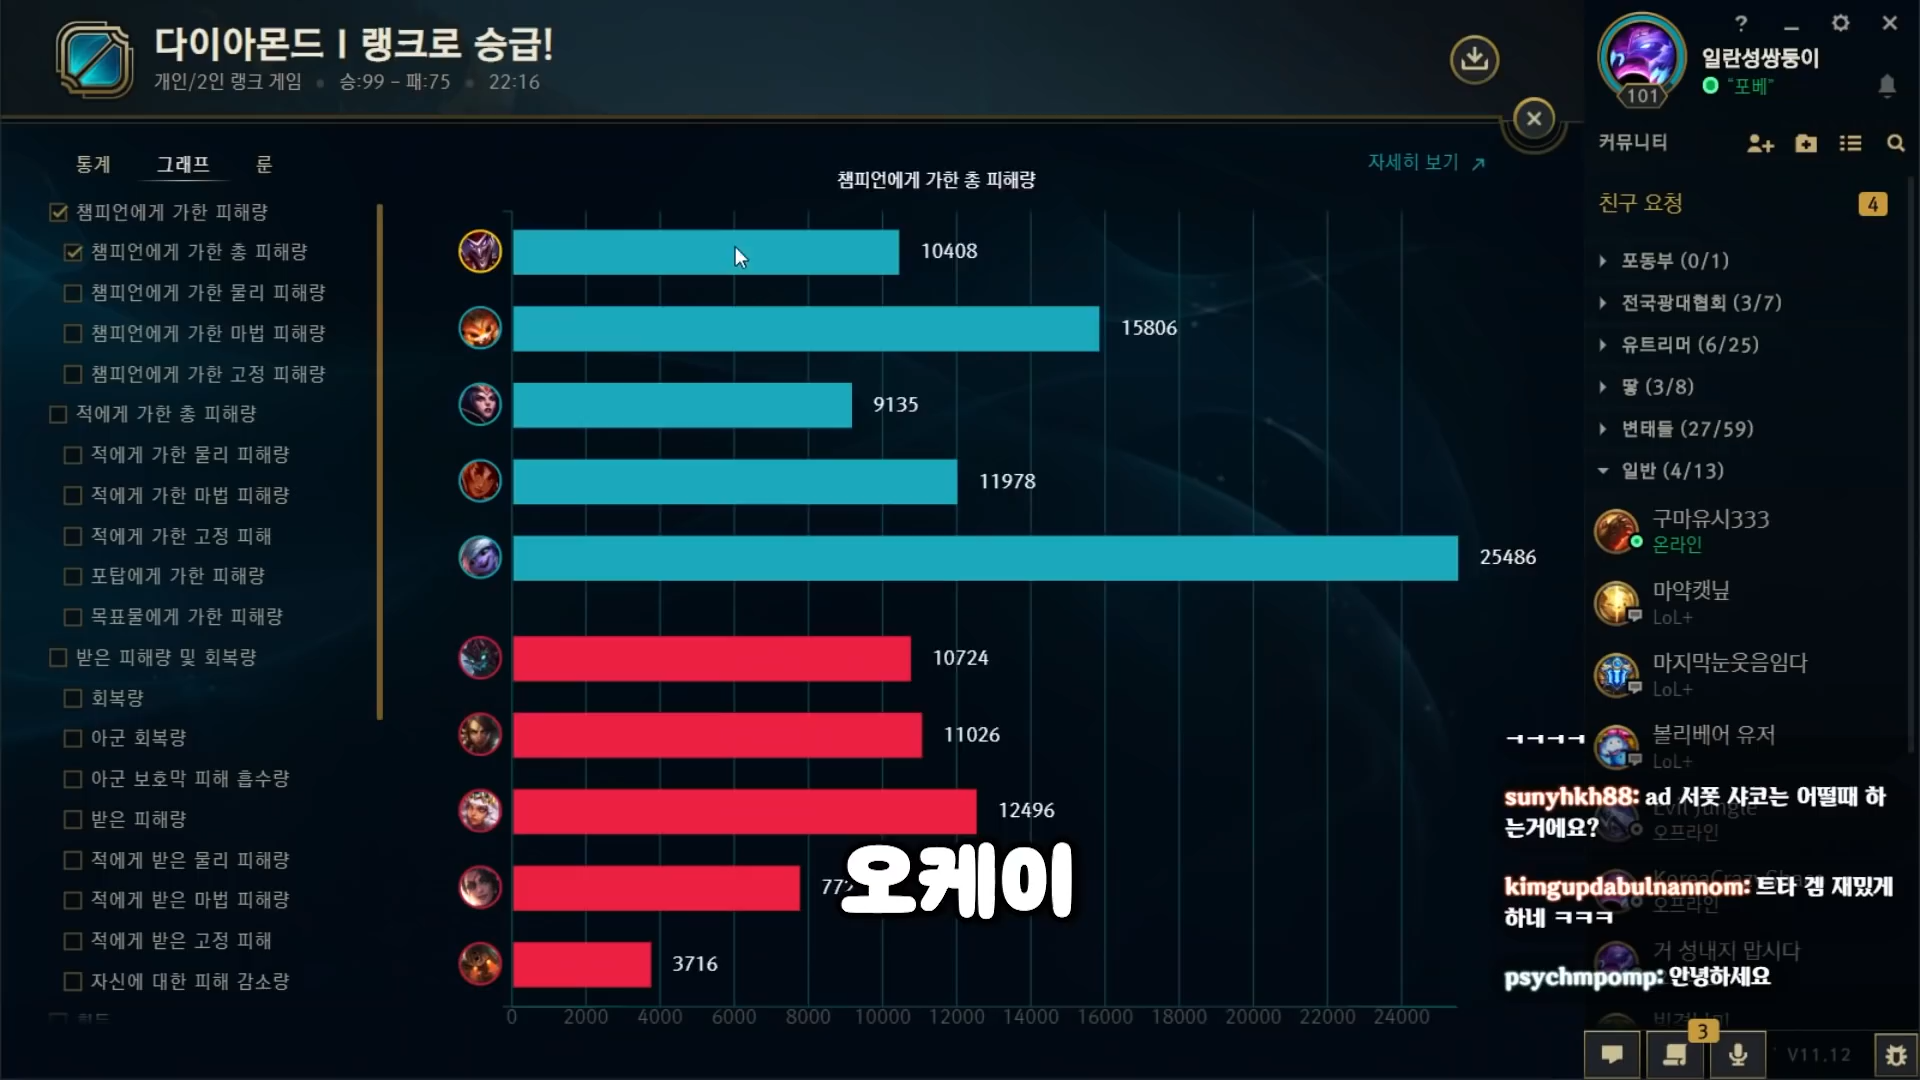 다이아몬드 I 랭크로 승급!
개인/2인 랭크 게임 • 승:99 - 패:75 • 22:16
통계 그래프 룬
자세히 보기
챔피언에게 가한 총 피해량
챔피언에게 가한 피해량
챔피언에게 가한 총 피해량
챔피언에게 가한 물리 피해량
챔피언에게 가한 마법 피해량
챔피언에게 가한 고정 피해량
적에게 가한 총 피해량
적에게 가한 물리 피해량
적에게 가한 마법 피해량
적에게 가한 고정 피해
포탑에게 가한 피해량
목표물에게 가한 피해량
받은 피해량 및 회복량
회복량
아군 회복량
아군 보호막 피해 흡수량
받은 피해량
적에게 받은 물리 피해량
적에게 받은 마법 피해량
적에게 받은 고정 피해
자신에 대한 피해 감소량
10408
15806
9135
11978
25486
10724
11026
12496
3716
0 2000 4000 6000 8000 10000 12000 14000 16000 18000 20000 22000 24000
오케이
?
101
일란성쌍둥이
“포베”
커뮤니티
친구 요청 4
포동부 (0/1)
전국광대협회 (3/7)
유트리머 (6/25)
땋 (3/8)
변태들 (27/59)
일반 (4/13)
구마유시333
온라인
마약캣닢
LoL+
마지막눈웃음임다
LoL+
볼리베어 유저
LoL+
ㅋㅋㅋㅋ
sunyhkh88: ad 서폿 샤코는 어떨때 하
는거에요?
Evil Jungle
오프라인
kimgupdabulnannom: 트타 겜 재밌게
하네 ㅋㅋㅋ
오프라인
거 성내지 맙시다
psychmpomp: 안녕하세요
3
V11.12